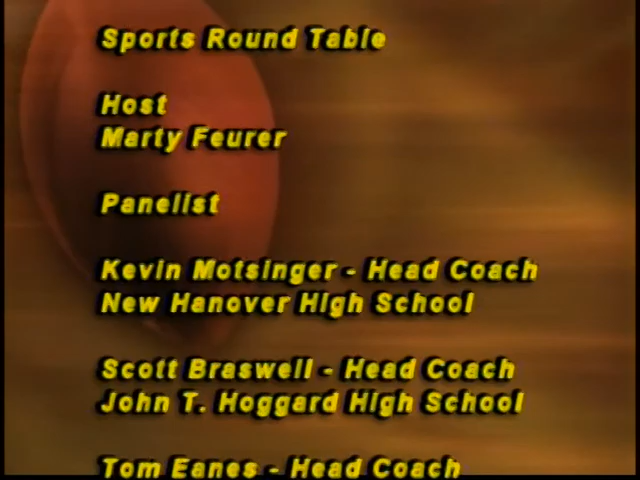 Sports Round Table
Host
Marty Feurer
Panelist
Kevin Motsinger - Head Coach
New Hanover High School
Scott Braswell - Head Coach
John T. Hoggard High School
Tom Eanes - Head Coach